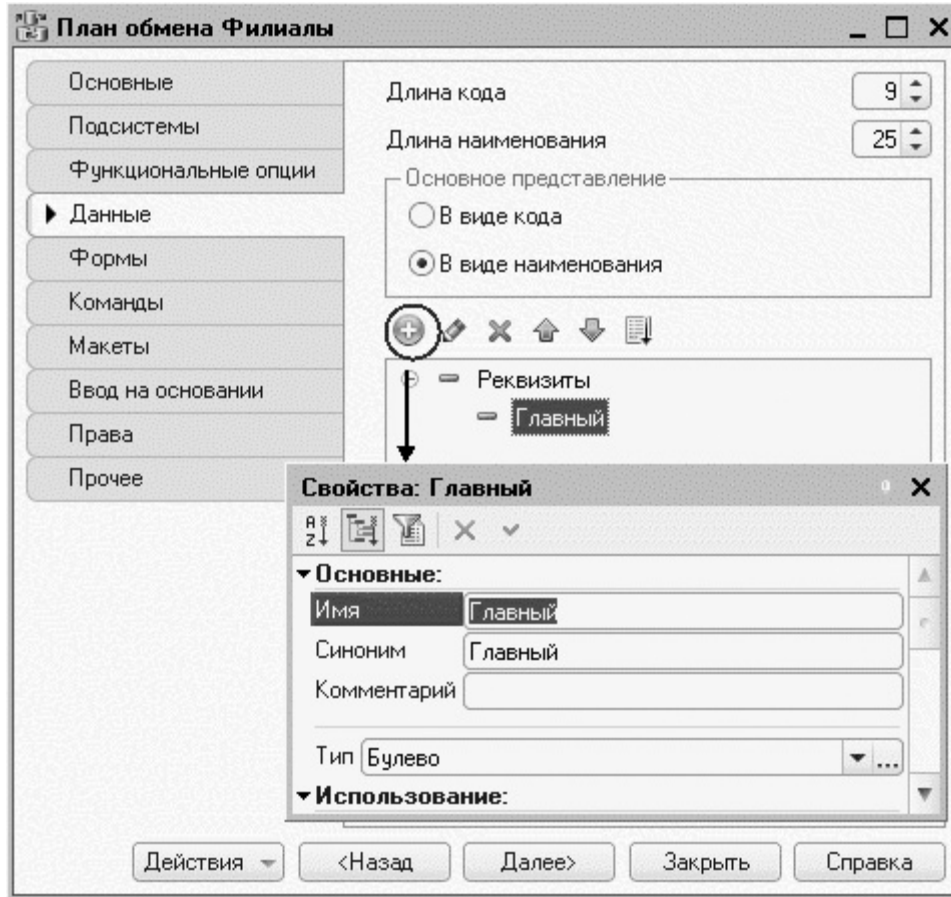 План обмена Филиалы
Основные
Подсистемы
Функциональные опции
Данные
Формы
Команды
Макеты
Ввод на основании
Права
Прочее
Длина кода 9
Длина наименования 25
Основное представление
В виде кода
В виде наименования
Реквизиты
Главный
Свойства: Главный
Основные:
Имя Главный
Синоним Главный
Комментарий
Тип Булево ...
Использование:
Действия <Назад Далее> Закрыть Справка